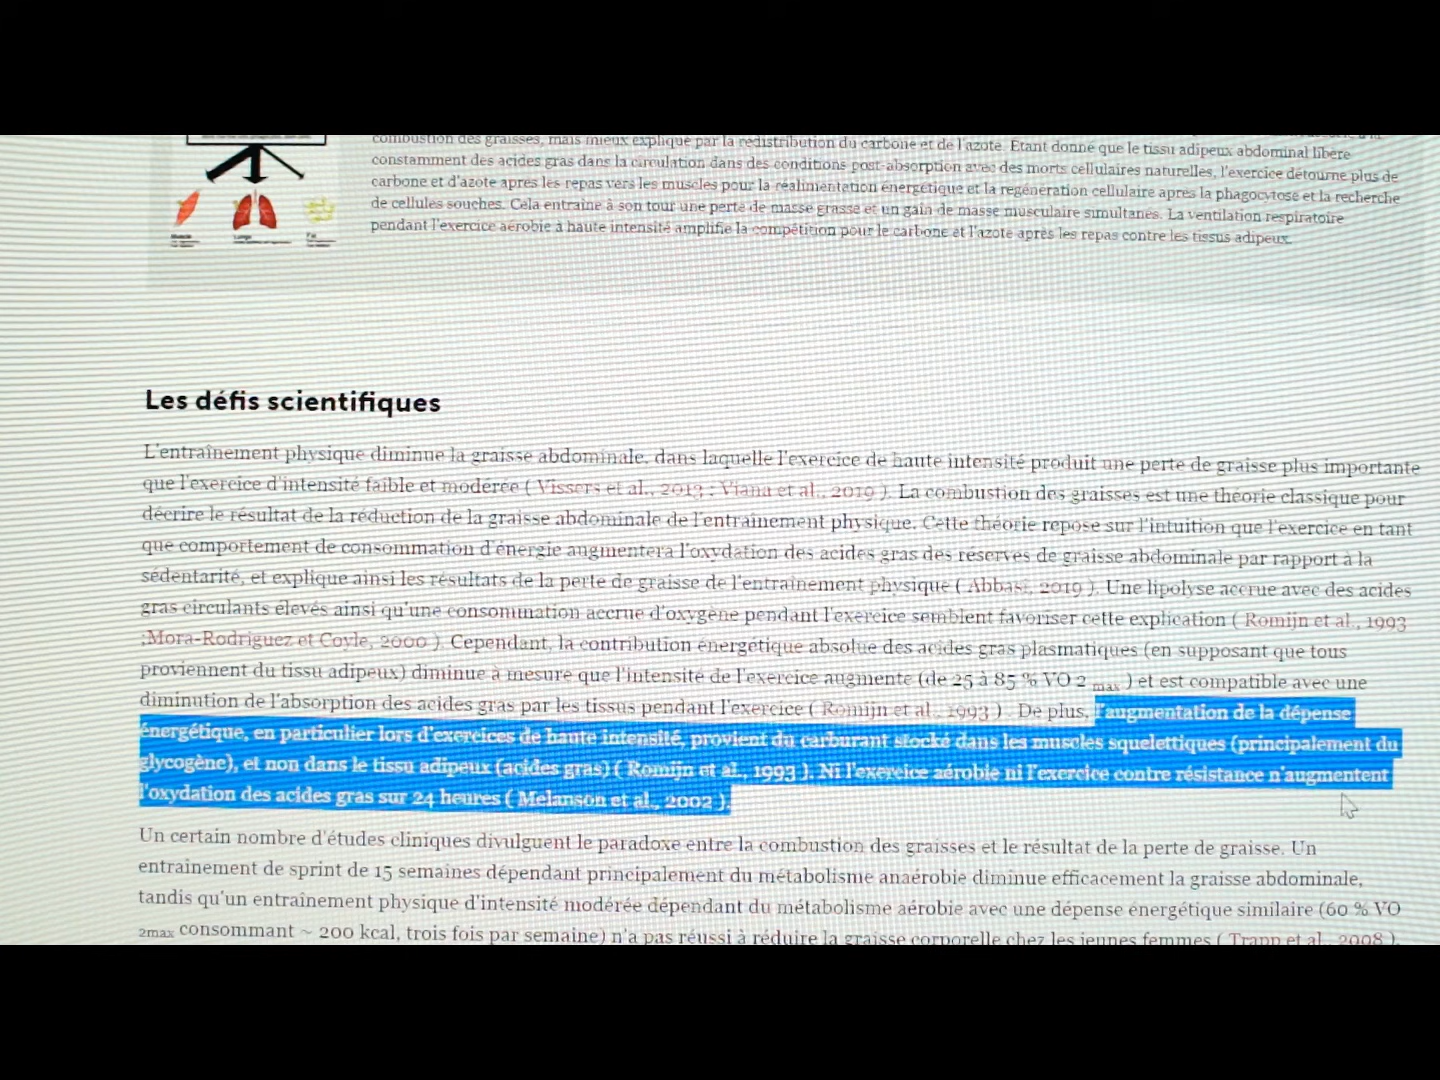 combustion des graisses, mais mieux expliqué par la redistribution du carbone et de l'azote. Étant donné que le tissu adipeux abdominal libère
constamment des acides gras dans la circulation dans des conditions post-absorption avec des morts cellulaires naturelles, l'exercice détourne plus de
carbone et d'azote après les repas vers les muscles pour la réalimentation énergétique et la régénération cellulaire après la phagocytose et la recherche
de cellules souches. Cela entraîne à son tour une perte de masse grasse et un gain de masse musculaire simultanés. La ventilation respiratoire
pendant l'exercice aérobie à haute intensité amplifie la compétition pour le carbone et l'azote après les repas contre les tissus adipeux.
Muscle
Lungs
Fat
Les défis scientifiques
L'entraînement physique diminue la graisse abdominale, dans laquelle l'exercice de haute intensité produit une perte de graisse plus importante
que l'exercice d'intensité faible et modérée ( Vissers et al., 2013 ; Viana et al., 2019 ). La combustion des graisses est une théorie classique pour
décrire le résultat de la réduction de la graisse abdominale de l'entraînement physique. Cette théorie repose sur l'intuition que l'exercice en tant
que comportement de consommation d'énergie augmentera l'oxydation des acides gras des réserves de graisse abdominale par rapport à la
sédentarité, et explique ainsi les résultats de la perte de graisse de l'entraînement physique ( Abbasi, 2019 ). Une lipolyse accrue avec des acides
gras circulants élevés ainsi qu'une consommation accrue d'oxygène pendant l'exercice semblent favoriser cette explication ( Romijn et al., 1993
;Mora-Rodriguez et Coyle, 2000 ). Cependant, la contribution énergétique absolue des acides gras plasmatiques (en supposant que tous
proviennent du tissu adipeux) diminue à mesure que l'intensité de l'exercice augmente (de 25 à 85 % VO 2 max ) et est compatible avec une
diminution de l'absorption des acides gras par les tissus pendant l'exercice ( Romijn et al., 1993 ) . De plus, l'augmentation de la dépense
énergétique, en particulier lors d'exercices de haute intensité, provient du carburant stocké dans les muscles squelettiques (principalement du
glycogène), et non dans le tissu adipeux (acides gras) ( Romijn et al., 1993 ). Ni l'exercice aérobie ni l'exercice contre résistance n'augmentent
l'oxydation des acides gras sur 24 heures ( Melanson et al., 2002 ).
Un certain nombre d'études cliniques divulguent le paradoxe entre la combustion des graisses et le résultat de la perte de graisse. Un
entraînement de sprint de 15 semaines dépendant principalement du métabolisme anaérobie diminue efficacement la graisse abdominale,
tandis qu'un entraînement physique d'intensité modérée dépendant du métabolisme aérobie avec une dépense énergétique similaire (60 % VO
2max consommant ~ 200 kcal, trois fois par semaine) n'a pas réussi à réduire la graisse corporelle chez les jeunes femmes ( Trapp et al., 2008 ).